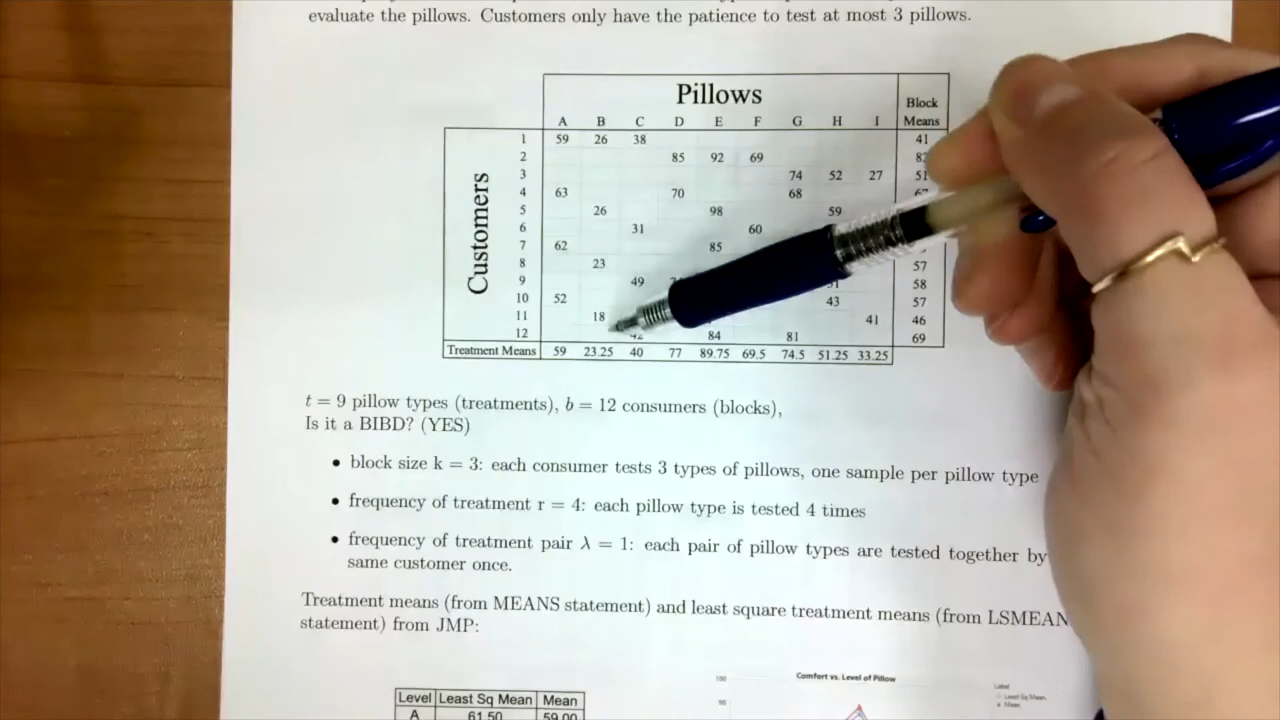 evaluate the pillows. Customers only have the patience to test at most 3 pillows.
Pillows
Block
Means
A B C D E F G H I
Customers
1 59 26 38 41
2 85 92 69
3 74 52 27 51
4 63 70 68
5 26 98 59
6 31 60
7 62 85
8 23 57
9 49 58
10 52 43 57
11 18 41 46
12 84 81 69
Treatment Means 59 23.25 40 77 89.75 69.5 74.5 51.25 33.25
t = 9 pillow types (treatments), b = 12 consumers (blocks),
Is it a BIBD? (YES)
• block size k = 3: each consumer tests 3 types of pillows, one sample per pillow type
• frequency of treatment r = 4: each pillow type is tested 4 times
• frequency of treatment pair λ = 1: each pair of pillow types are tested together by
same customer once.
Treatment means (from MEANS statement) and least square treatment means (from LSMEAN
statement) from JMP:
Level Least Sq Mean Mean
A 61.50 59.00
Comfort vs. Level of Pillow
100
90
Label
Least Sq Mean
Mean